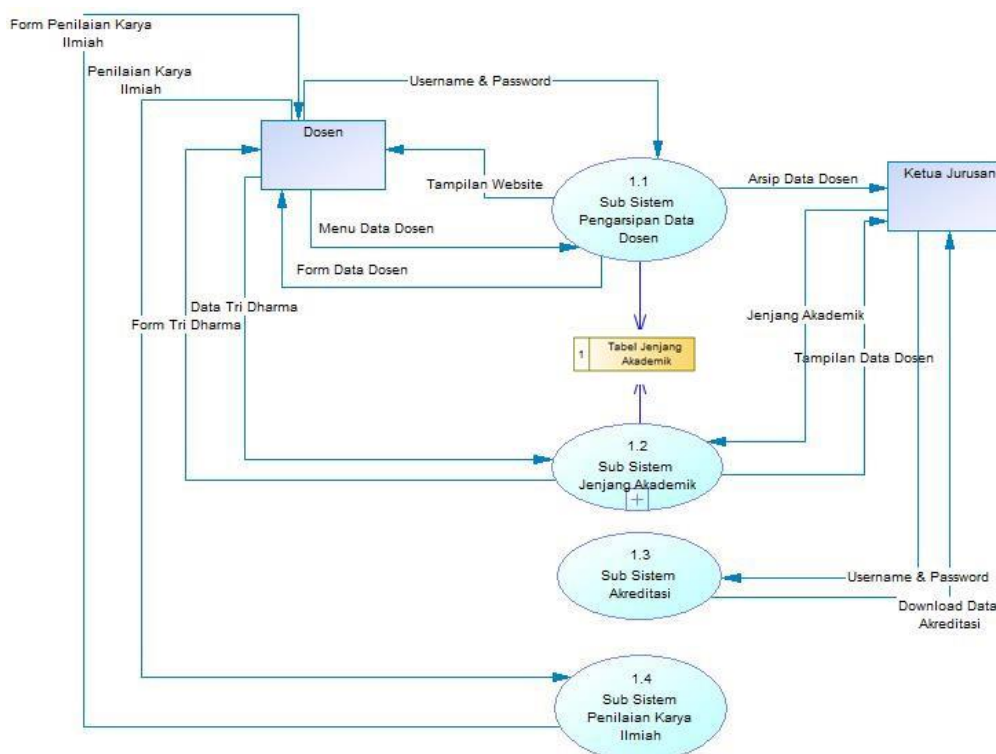 Form Penilaian Karya
Ilmiah
Penilaian Karya
Ilmiah
Username & Password
Dosen
Tampilan Website
Menu Data Dosen
Form Data Dosen
1.1
Sub Sistem
Pengarsipan Data
Dosen
Arsip Data Dosen
Ketua Jurusan
Data Tri Dharma
Form Tri Dharma
Jenjang Akademik
Tampilan Data Dosen
1
Tabel Jenjang
Akademik
1.2
Sub Sistem
Jenjang Akademik
1.3
Sub Sistem
Akreditasi
Username & Password
Download Data
Akreditasi
1.4
Sub Sistem
Penilaian Karya
Ilmiah